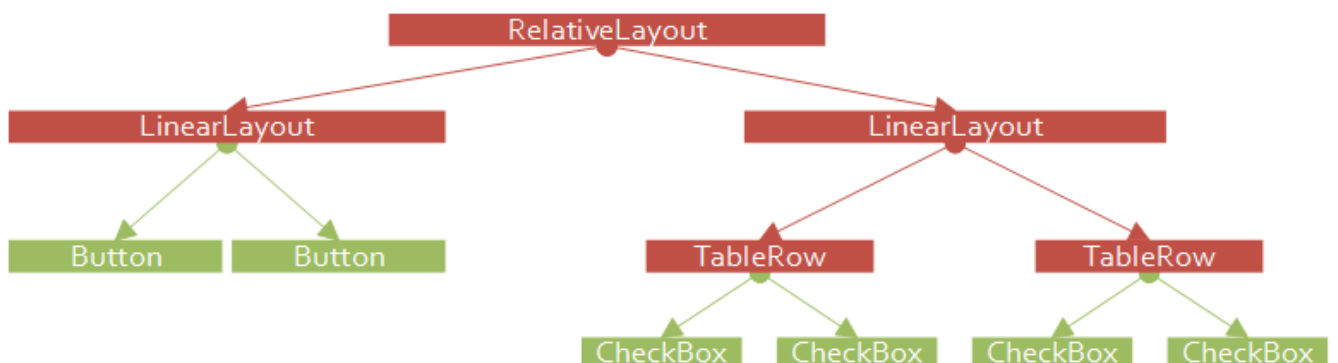 RelativeLayout
LinearLayout LinearLayout
Button Button TableRow TableRow
CheckBox CheckBox CheckBox CheckBox